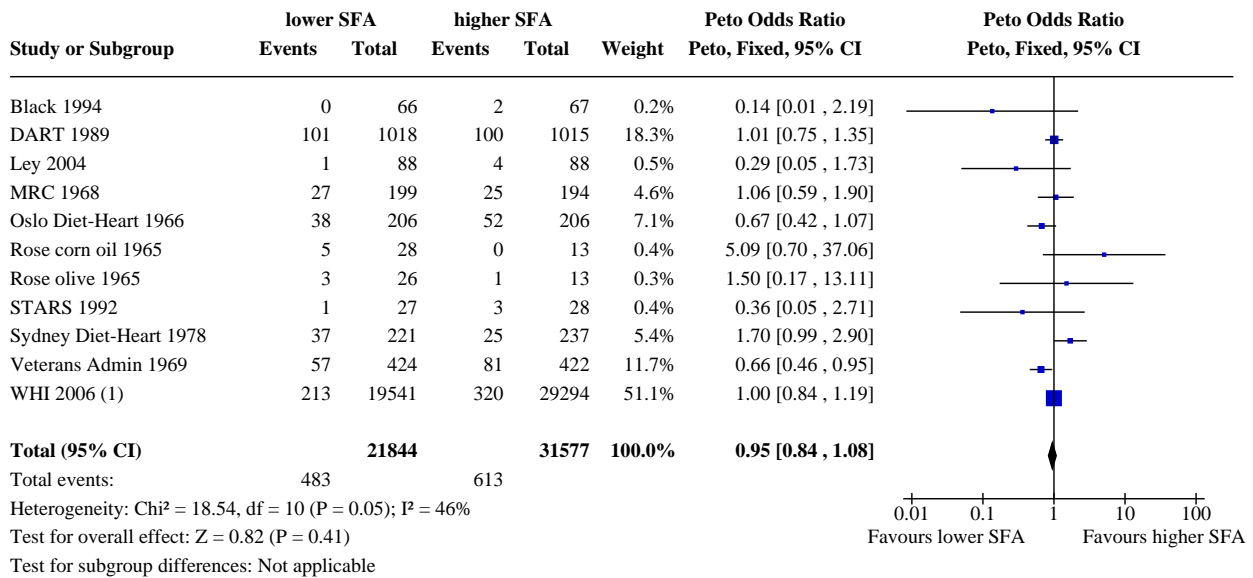 lower SFA higher SFA Peto Odds Ratio Peto Odds Ratio
Study or Subgroup Events Total Events Total Weight Peto, Fixed, 95% CI Peto, Fixed, 95% CI
Black 1994 0 66 2 67 0.2% 0.14 [0.01 , 2.19]
DART 1989 101 1018 100 1015 18.3% 1.01 [0.75 , 1.35]
Ley 2004 1 88 4 88 0.5% 0.29 [0.05 , 1.73]
MRC 1968 27 199 25 194 4.6% 1.06 [0.59 , 1.90]
Oslo Diet-Heart 1966 38 206 52 206 7.1% 0.67 [0.42 , 1.07]
Rose corn oil 1965 5 28 0 13 0.4% 5.09 [0.70 , 37.06]
Rose olive 1965 3 26 1 13 0.3% 1.50 [0.17 , 13.11]
STARS 1992 1 27 3 28 0.4% 0.36 [0.05 , 2.71]
Sydney Diet-Heart 1978 37 221 25 237 5.4% 1.70 [0.99 , 2.90]
Veterans Admin 1969 57 424 81 422 11.7% 0.66 [0.46 , 0.95]
WHI 2006 (1) 213 19541 320 29294 51.1% 1.00 [0.84 , 1.19]
Total (95% CI) 21844 31577 100.0% 0.95 [0.84 , 1.08]
Total events: 483 613
Heterogeneity: Chi² = 18.54, df = 10 (P = 0.05); I² = 46%
0.01 0.1 1 10 100
Test for overall effect: Z = 0.82 (P = 0.41)
Favours lower SFA Favours higher SFA
Test for subgroup differences: Not applicable